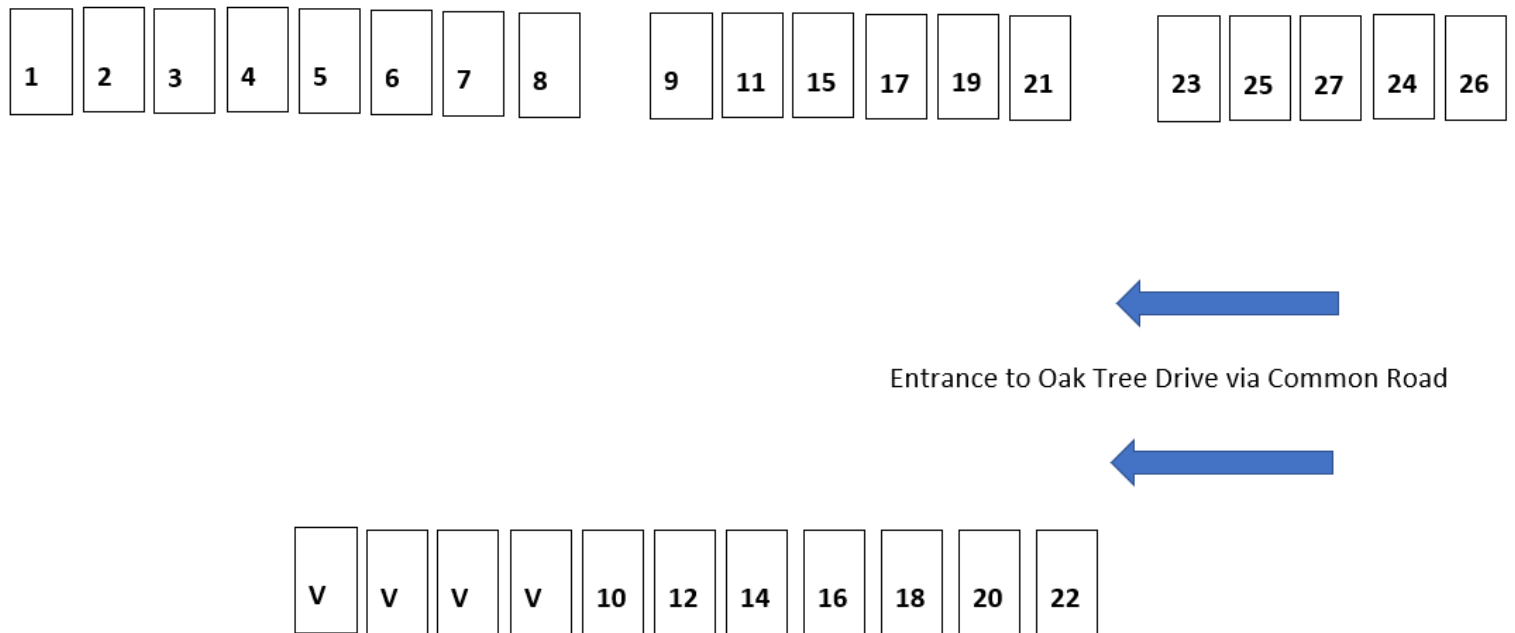 1 2 3 4 5 6 7 8 9 11 15 17 19 21 23 25 27 24 26
Entrance to Oak Tree Drive via Common Road
V V V V 10 12 14 16 18 20 22